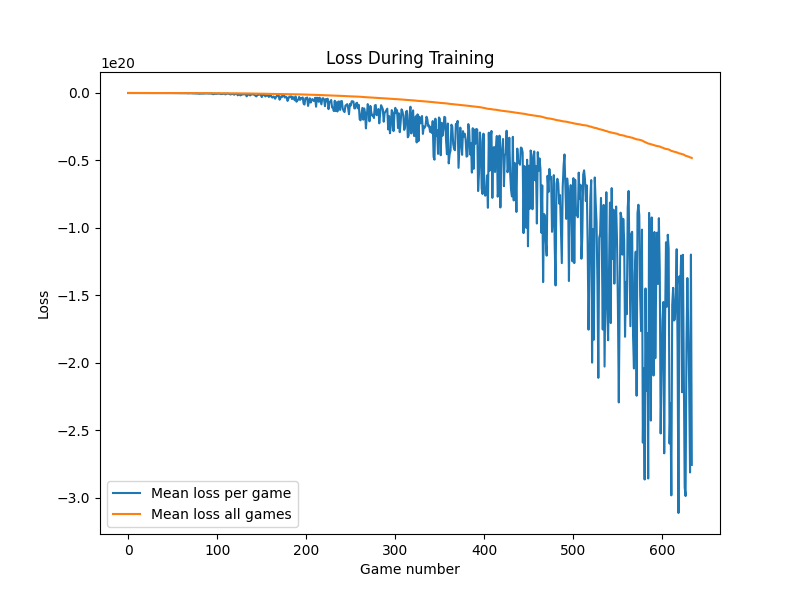 Loss During Training
1e20
0.0
−0.5
−1.0
−1.5
−2.0
−2.5
−3.0
Loss
Mean loss per game
Mean loss all games
0 100 200 300 400 500 600
Game number